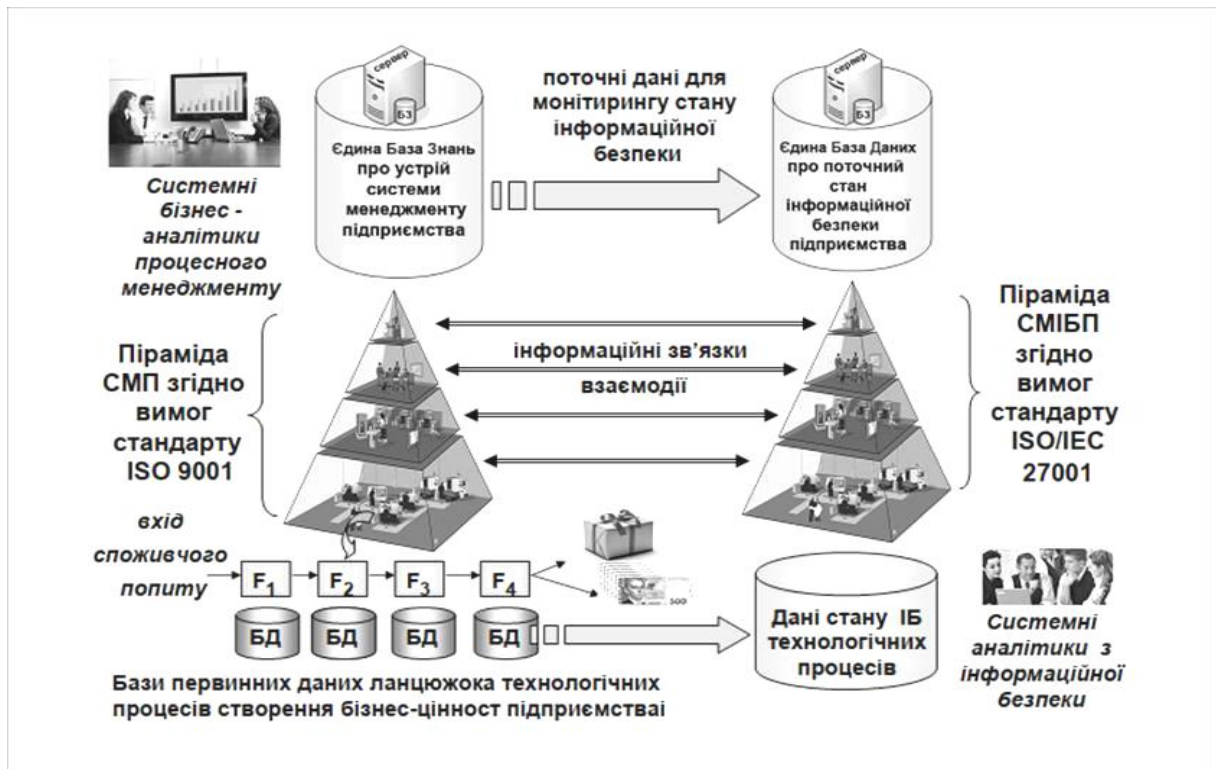 сервер
БЗ
Єдина База Знань
про устрій
системи
менеджменту
підприємства
поточні дані для
монітирингу стану
інформаційної
безпеки
сервер
БЗ
Єдина База Даних
про поточний
стан
інформаційної
безпеки
підприємства
Системні
бізнес -
аналітики
процесного
менеджменту
Піраміда
СМП згідно
вимог
стандарту
ISO 9001
інформаційні зв’язки
взаємодії
Піраміда
СМІБП
згідно
вимог
стандарту
ISO/IEC
27001
вхід
споживчого
попиту
F1
F2
F3
F4
500
БД
БД
БД
БД
Дані стану ІБ
технологічних
процесів
Системні
аналітики з
інформаційної
безпеки
Бази первинних даних ланцюжока технологічних
процесів створення бізнес-цінност підприємстваі